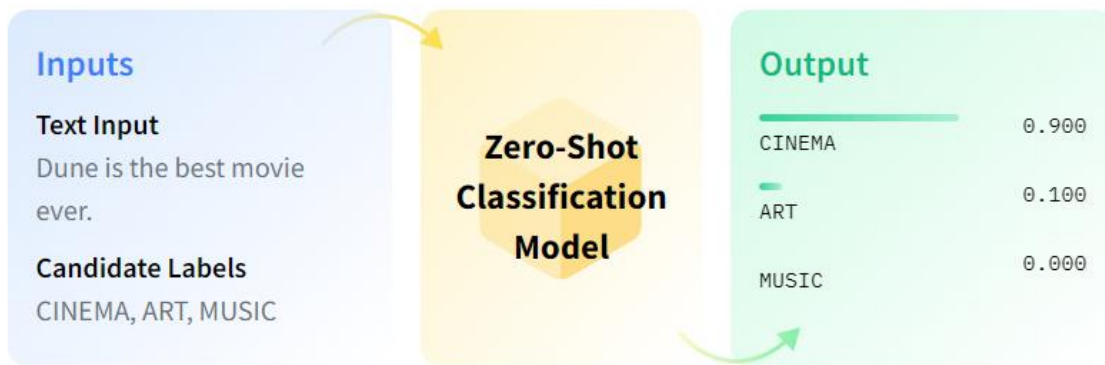 Inputs
Text Input
Dune is the best movie
ever.
Candidate Labels
CINEMA, ART, MUSIC
Zero-Shot
Classification
Model
Output
CINEMA 0.900
ART 0.100
MUSIC 0.000